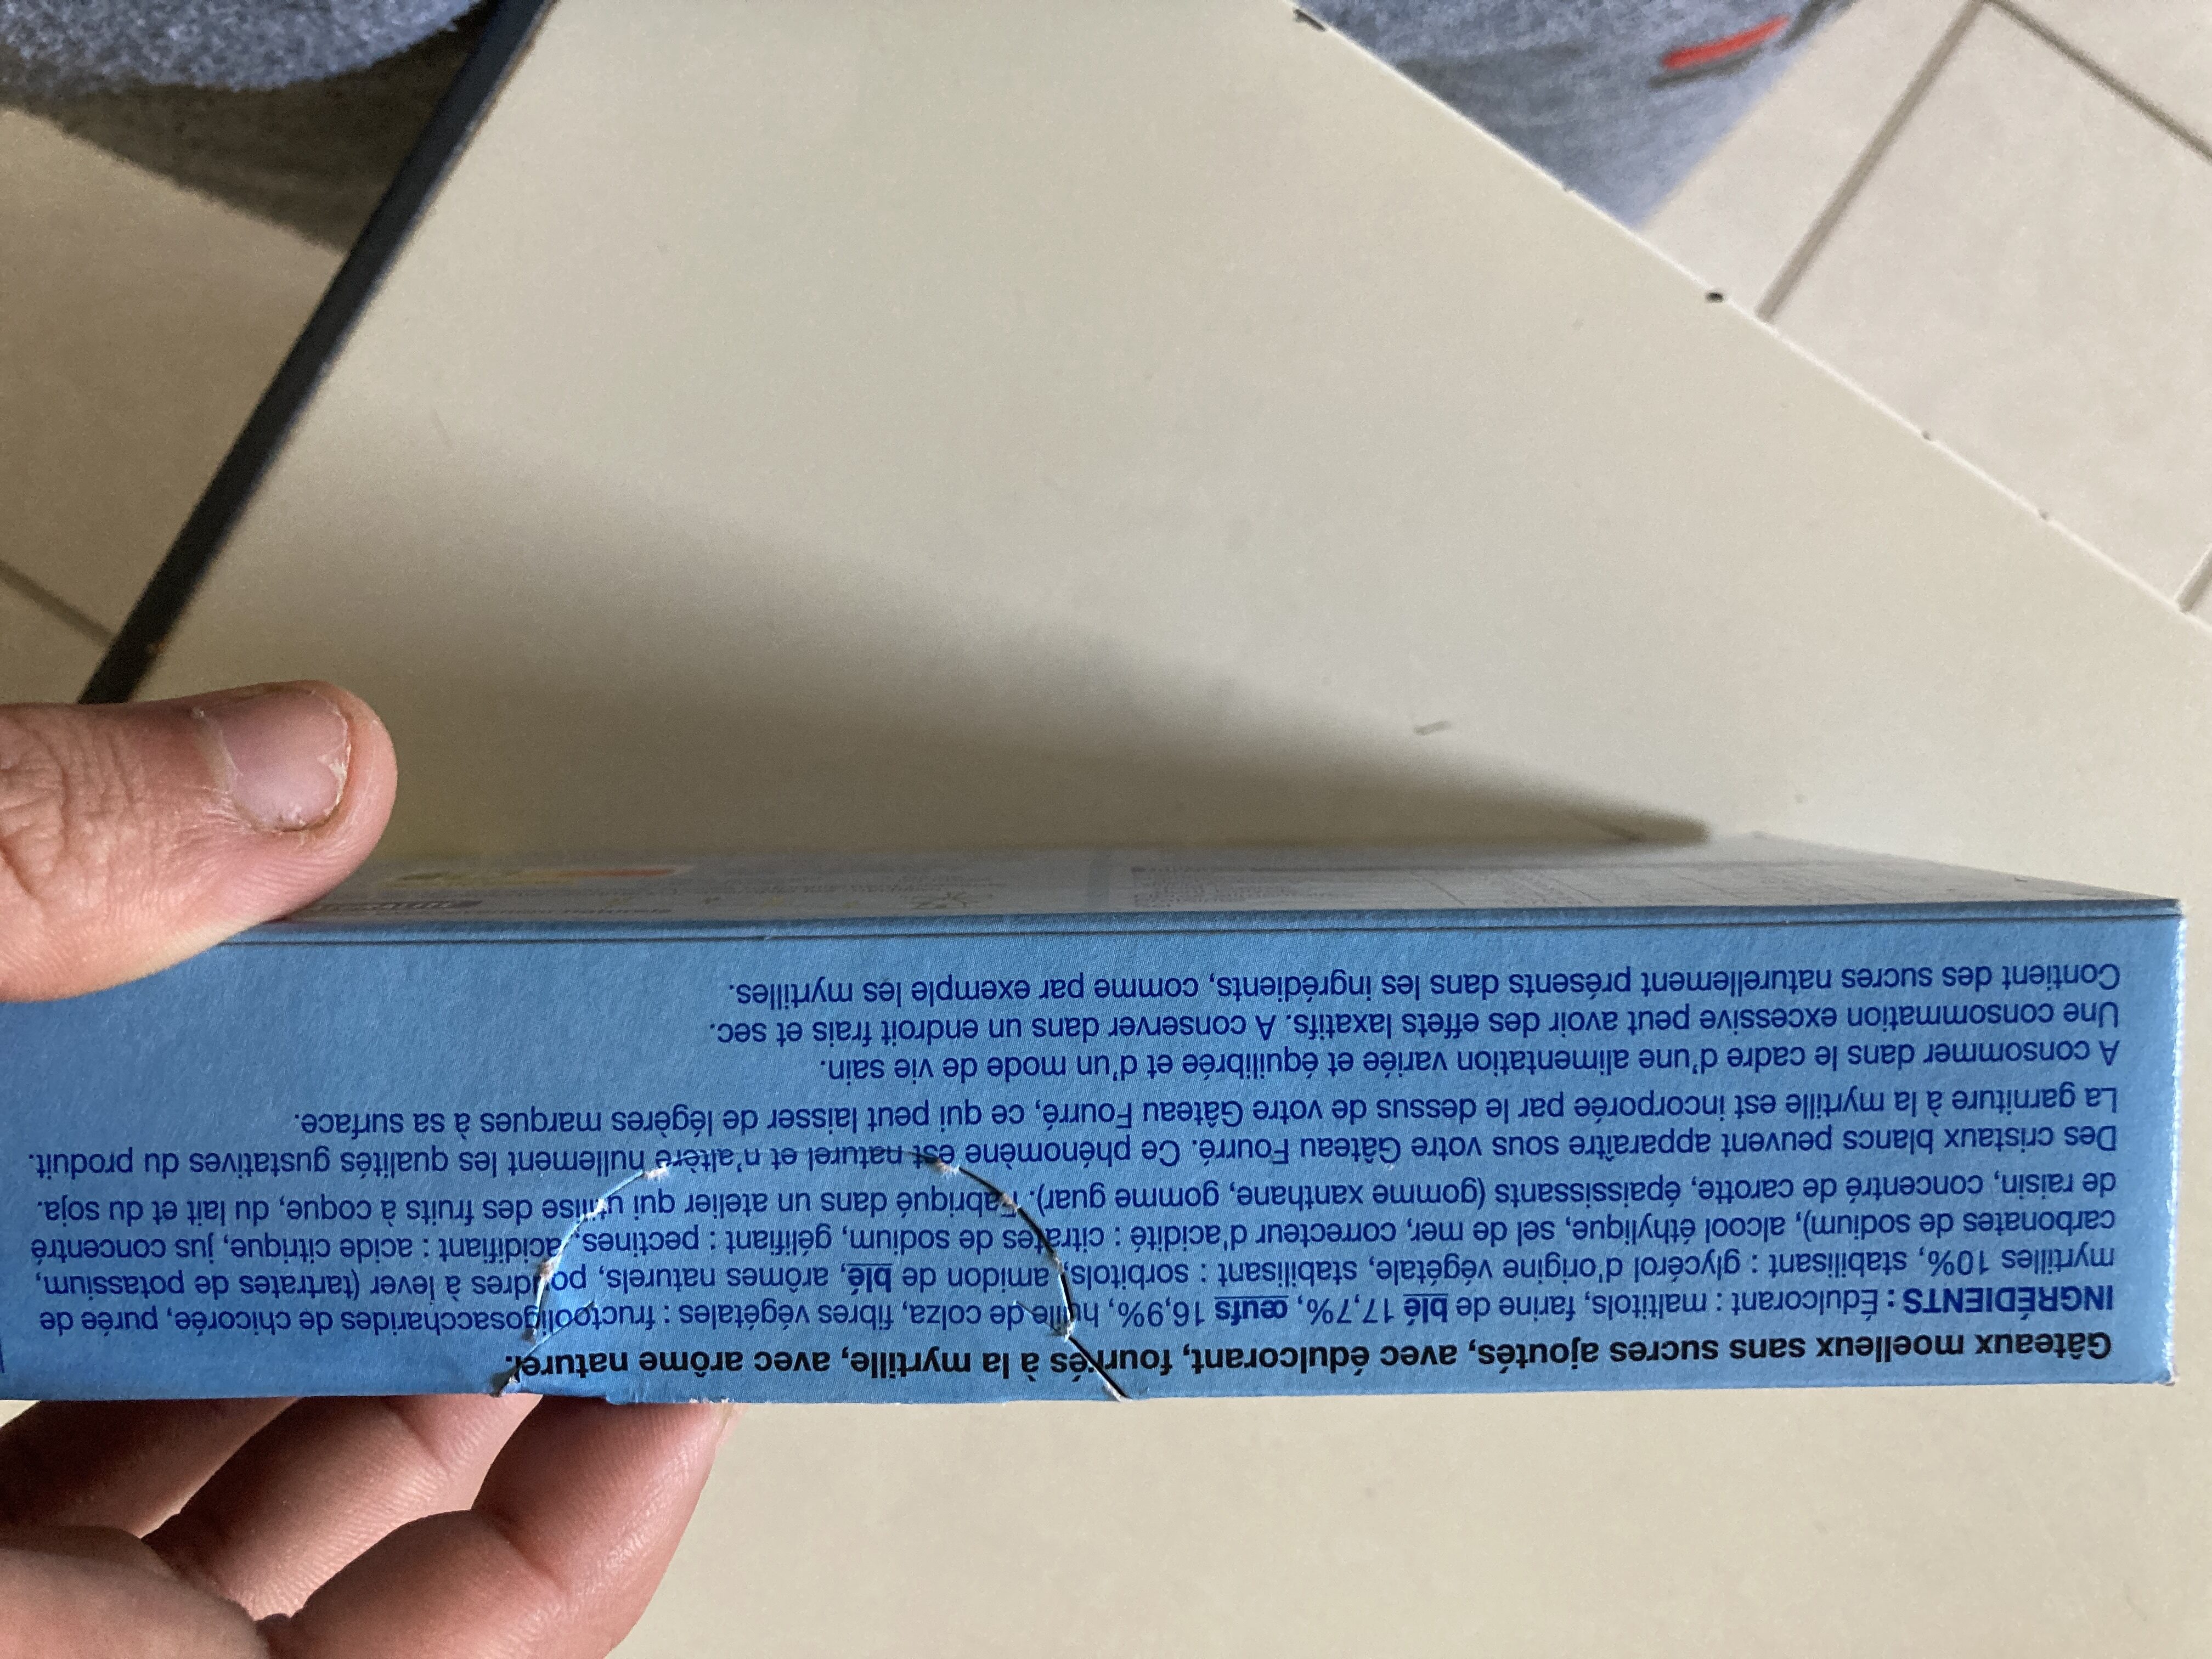 Gâteaux moelleux sans sucres ajoutés, avec édulcorant, fourrés à la myrtille, avec arôme naturel.
INGRÉDIENTS : Édulcorant : maltitols, farine de blé 17,7%, œufs 16,9%, huile de colza, fibres végétales : fructooligosaccharides de chicorée, purée de
myrtilles 10%, stabilisant : glycérol d'origine végétale, stabilisant : sorbitols, amidon de blé, arômes naturels, poudres à lever (tartrates de potassium,
carbonates de sodium), alcool éthylique, sel de mer, correcteur d'acidité : citrates de sodium, gélifiant : pectines, acidifiant : acide citrique, jus concentré
de raisin, concentré de carotte, épaississants (gomme xanthane, gomme guar). Fabriqué dans un atelier qui utilise des fruits à coque, du lait et du soja.
Des cristaux blancs peuvent apparaître sous votre Gâteau Fourré. Ce phénomène est naturel et n'altère nullement les qualités gustatives du produit.
La garniture à la myrtille est incorporée par le dessus de votre Gâteau Fourré, ce qui peut laisser de légères marques à sa surface.
A consommer dans le cadre d'une alimentation variée et équilibrée et d'un mode de vie sain.
Une consommation excessive peut avoir des effets laxatifs. A conserver dans un endroit frais et sec.
Contient des sucres naturellement présents dans les ingrédients, comme par exemple les myrtilles.